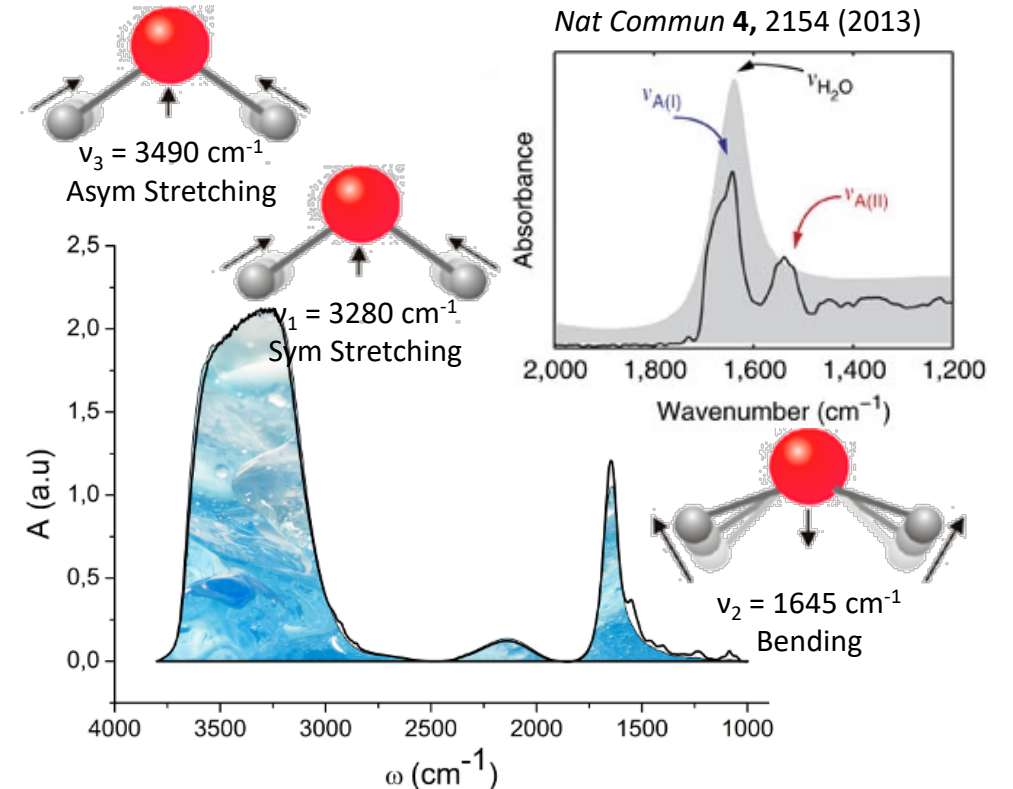 Nat Commun 4, 2154 (2013)
ν3 = 3490 cm-1
Asym Stretching
ν1 = 3280 cm-1
Sym Stretching
νH2O
νA(I)
νA(II)
Absorbance
2,000 1,800 1,600 1,400 1,200
Wavenumber (cm−1)
ν2 = 1645 cm-1
Bending
A (a.u)
2,5
2,0
1,5
1,0
0,5
0,0
4000 3500 3000 2500 2000 1500 1000
ω (cm-1)